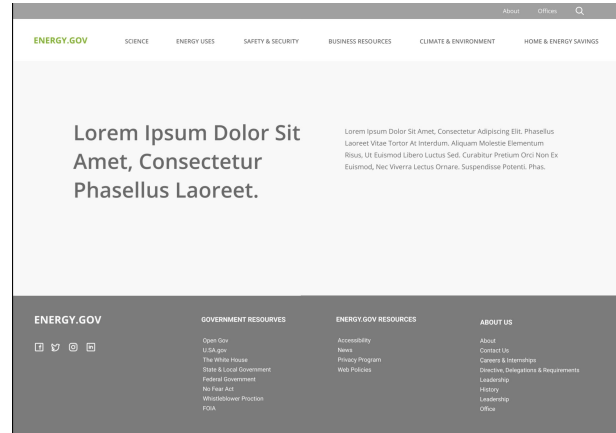 About Offices
ENERGY.GOV SCIENCE ENERGY USES SAFETY & SECURITY BUSINESS RESOURCES CLIMATE & ENVIRONMENT HOME & ENERGY SAVINGS
Lorem Ipsum Dolor Sit
Amet, Consectetur
Phasellus Laoreet.
Lorem Ipsum Dolor Sit Amet, Consectetur Adipiscing Elit. Phasellus
Laoreet Vitae Tortor At Interdum. Aliquam Molestie Elementum
Risus, Ut Euismod Libero Luctus Sed. Curabitur Pretium Orci Non Ex
Euismod, Nec Viverra Lectus Ornare. Suspendisse Potenti. Phas.
ENERGY.GOV
GOVERNMENT RESOURVES
Open Gov
U.SA.gov
The White House
State & Local Government
Federal Government
No Fear Act
Whistleblower Proction
FOIA
ENERGY.GOV RESOURCES
Accessibility
News
Privacy Program
Web Policies
ABOUT US
About
Contact Us
Careers & Internships
Directive, Delegations & Requirements
Leadership
History
Leadership
Office